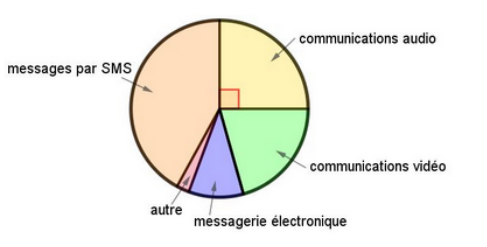 communications audio
messages par SMS
communications vidéo
autre
messagerie électronique